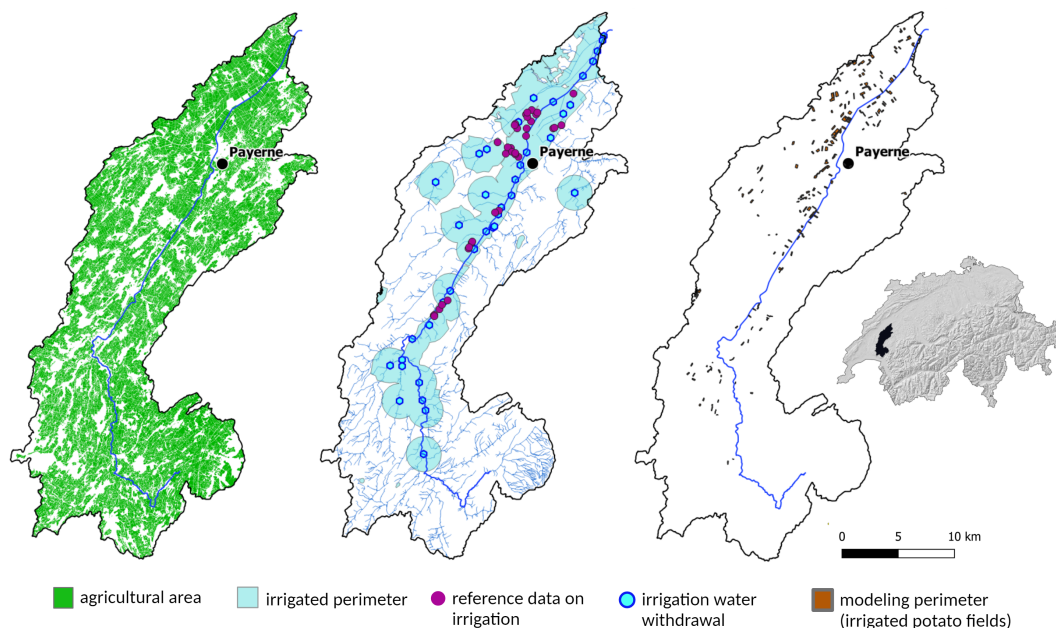 Payerne
Payerne
Payerne
0 5 10 km
agricultural area
irrigated perimeter
reference data on
irrigation
irrigation water
withdrawal
modeling perimeter
(irrigated potato fields)